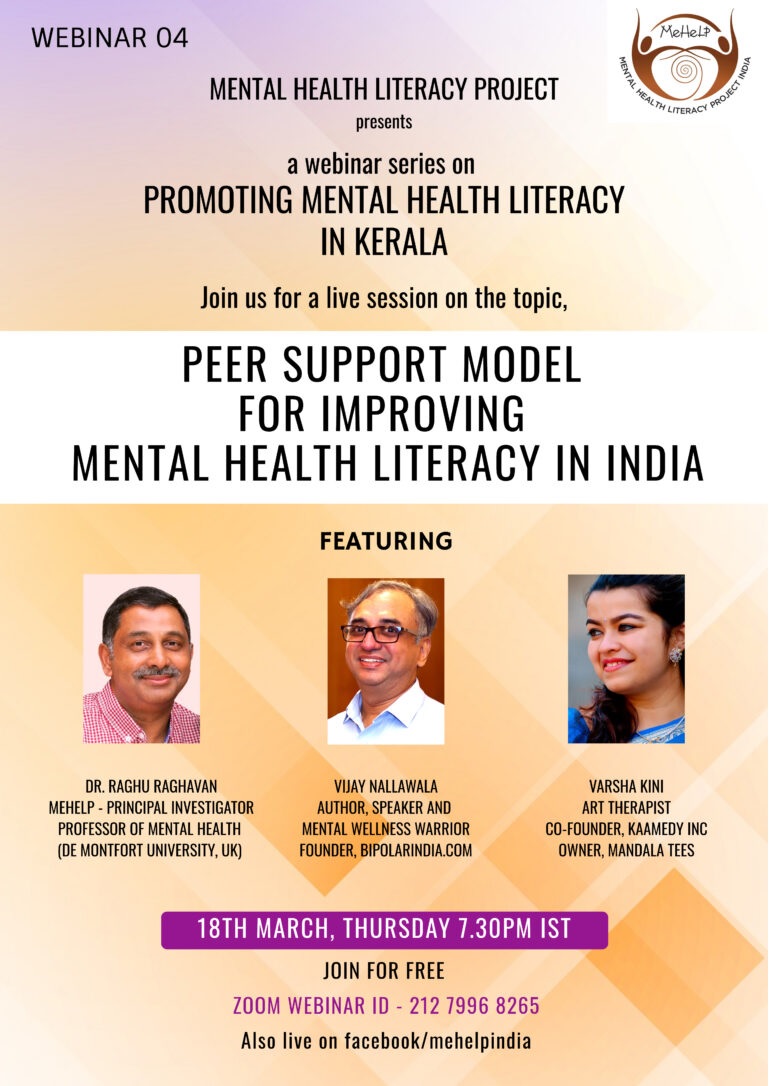 WEBINAR 04
MeHeLP
MENTAL HEALTH LITERACY PROJECT INDIA
MENTAL HEALTH LITERACY PROJECT
presents
a webinar series on
PROMOTING MENTAL HEALTH LITERACY
IN KERALA
Join us for a live session on the topic,
PEER SUPPORT MODEL
FOR IMPROVING
MENTAL HEALTH LITERACY IN INDIA
FEATURING
DR. RAGHU RAGHAVAN
MEHELP - PRINCIPAL INVESTIGATOR
PROFESSOR OF MENTAL HEALTH
(DE MONTFORT UNIVERSITY, UK)
VIJAY NALLAWALA
AUTHOR, SPEAKER AND
MENTAL WELLNESS WARRIOR
FOUNDER, BIPOLARINDIA.COM
VARSHA KINI
ART THERAPIST
CO-FOUNDER, KAAMEDY INC
OWNER, MANDALA TEES
18TH MARCH, THURSDAY 7.30PM IST
JOIN FOR FREE
ZOOM WEBINAR ID - 212 7996 8265
Also live on facebook/mehelpindia